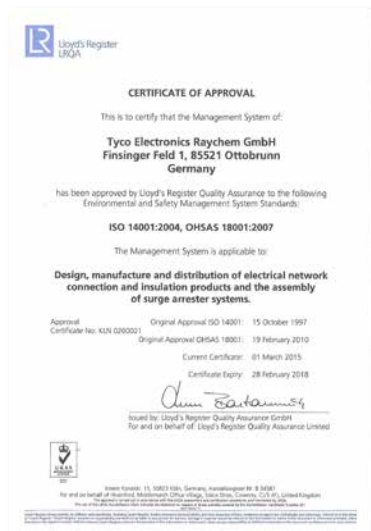 LR
Lloyd's Register
LRQA
CERTIFICATE OF APPROVAL
This is to certify that the Management System of:
Tyco Electronics Raychem GmbH
Finsinger Feld 1, 85521 Ottobrunn
Germany
has been approved by Lloyd's Register Quality Assurance to the following
Environmental and Safety Management System Standards:
ISO 14001:2004, OHSAS 18001:2007
The Management System is applicable to:
Design, manufacture and distribution of electrical network
connection and insulation products and the assembly
of surge arrester systems.
Approval
Certificate No: KLN 0260021
Original Approval ISO 14001: 15 October 1997
Original Approval OHSAS 18001: 19 February 2010
Current Certificate: 01 March 2015
Certificate Expiry: 28 February 2018
Issued by: Lloyd's Register Quality Assurance GmbH
For and on behalf of: Lloyd's Register Quality Assurance Limited
UKAS